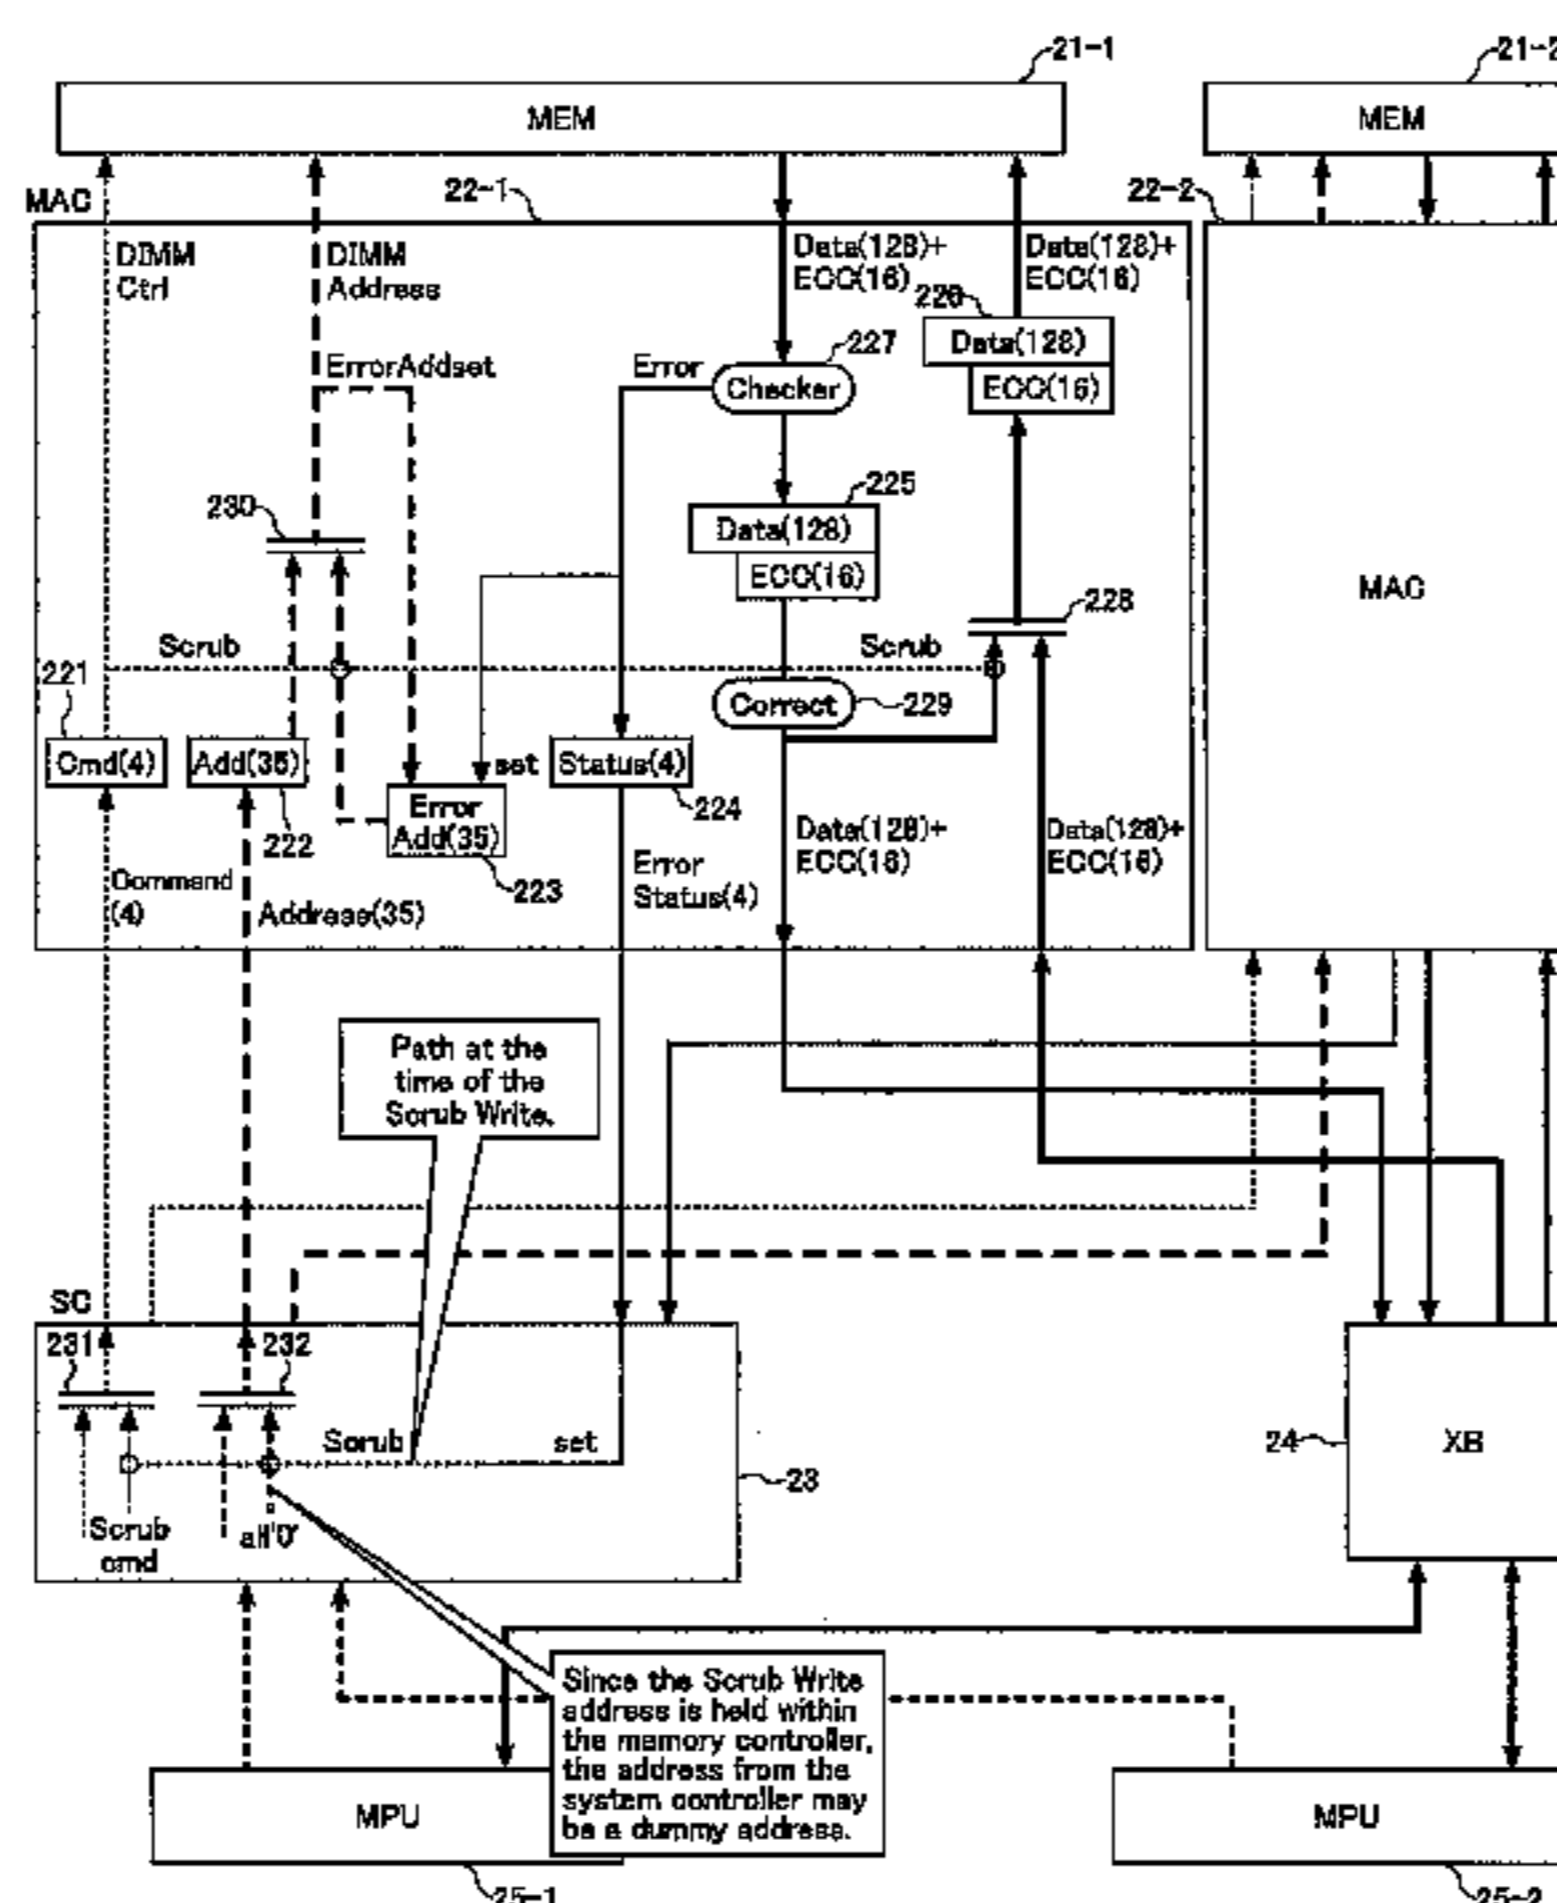 21-1
21-2
MEM
MEM
MAC
22-1
22-2
DIMM
Ctrl
DIMM
Address
Data(128)+
ECC(16)
Data(128)+
ECC(16)
226
Data(128)
ECC(16)
ErrorAddset
Error
227
Checker
225
Data(128)
ECC(16)
230
MAC
228
Scrub
Scrub
221
Correct
229
Cmd(4)
Add(35)
set
Status(4)
Error
Add(35)
224
222
223
Data(128)+
ECC(16)
Data(128)+
ECC(16)
Command
(4)
Address(35)
Error
Status(4)
Path at the
time of the
Scrub Write.
SC
231
232
Scrub
set
24
XB
23
Scrub
cmd
all'0'
Since the Scrub Write
address is held within
the memory controller,
the address from the
system controller may
be a dummy address.
MPU
MPU
25-1
25-2